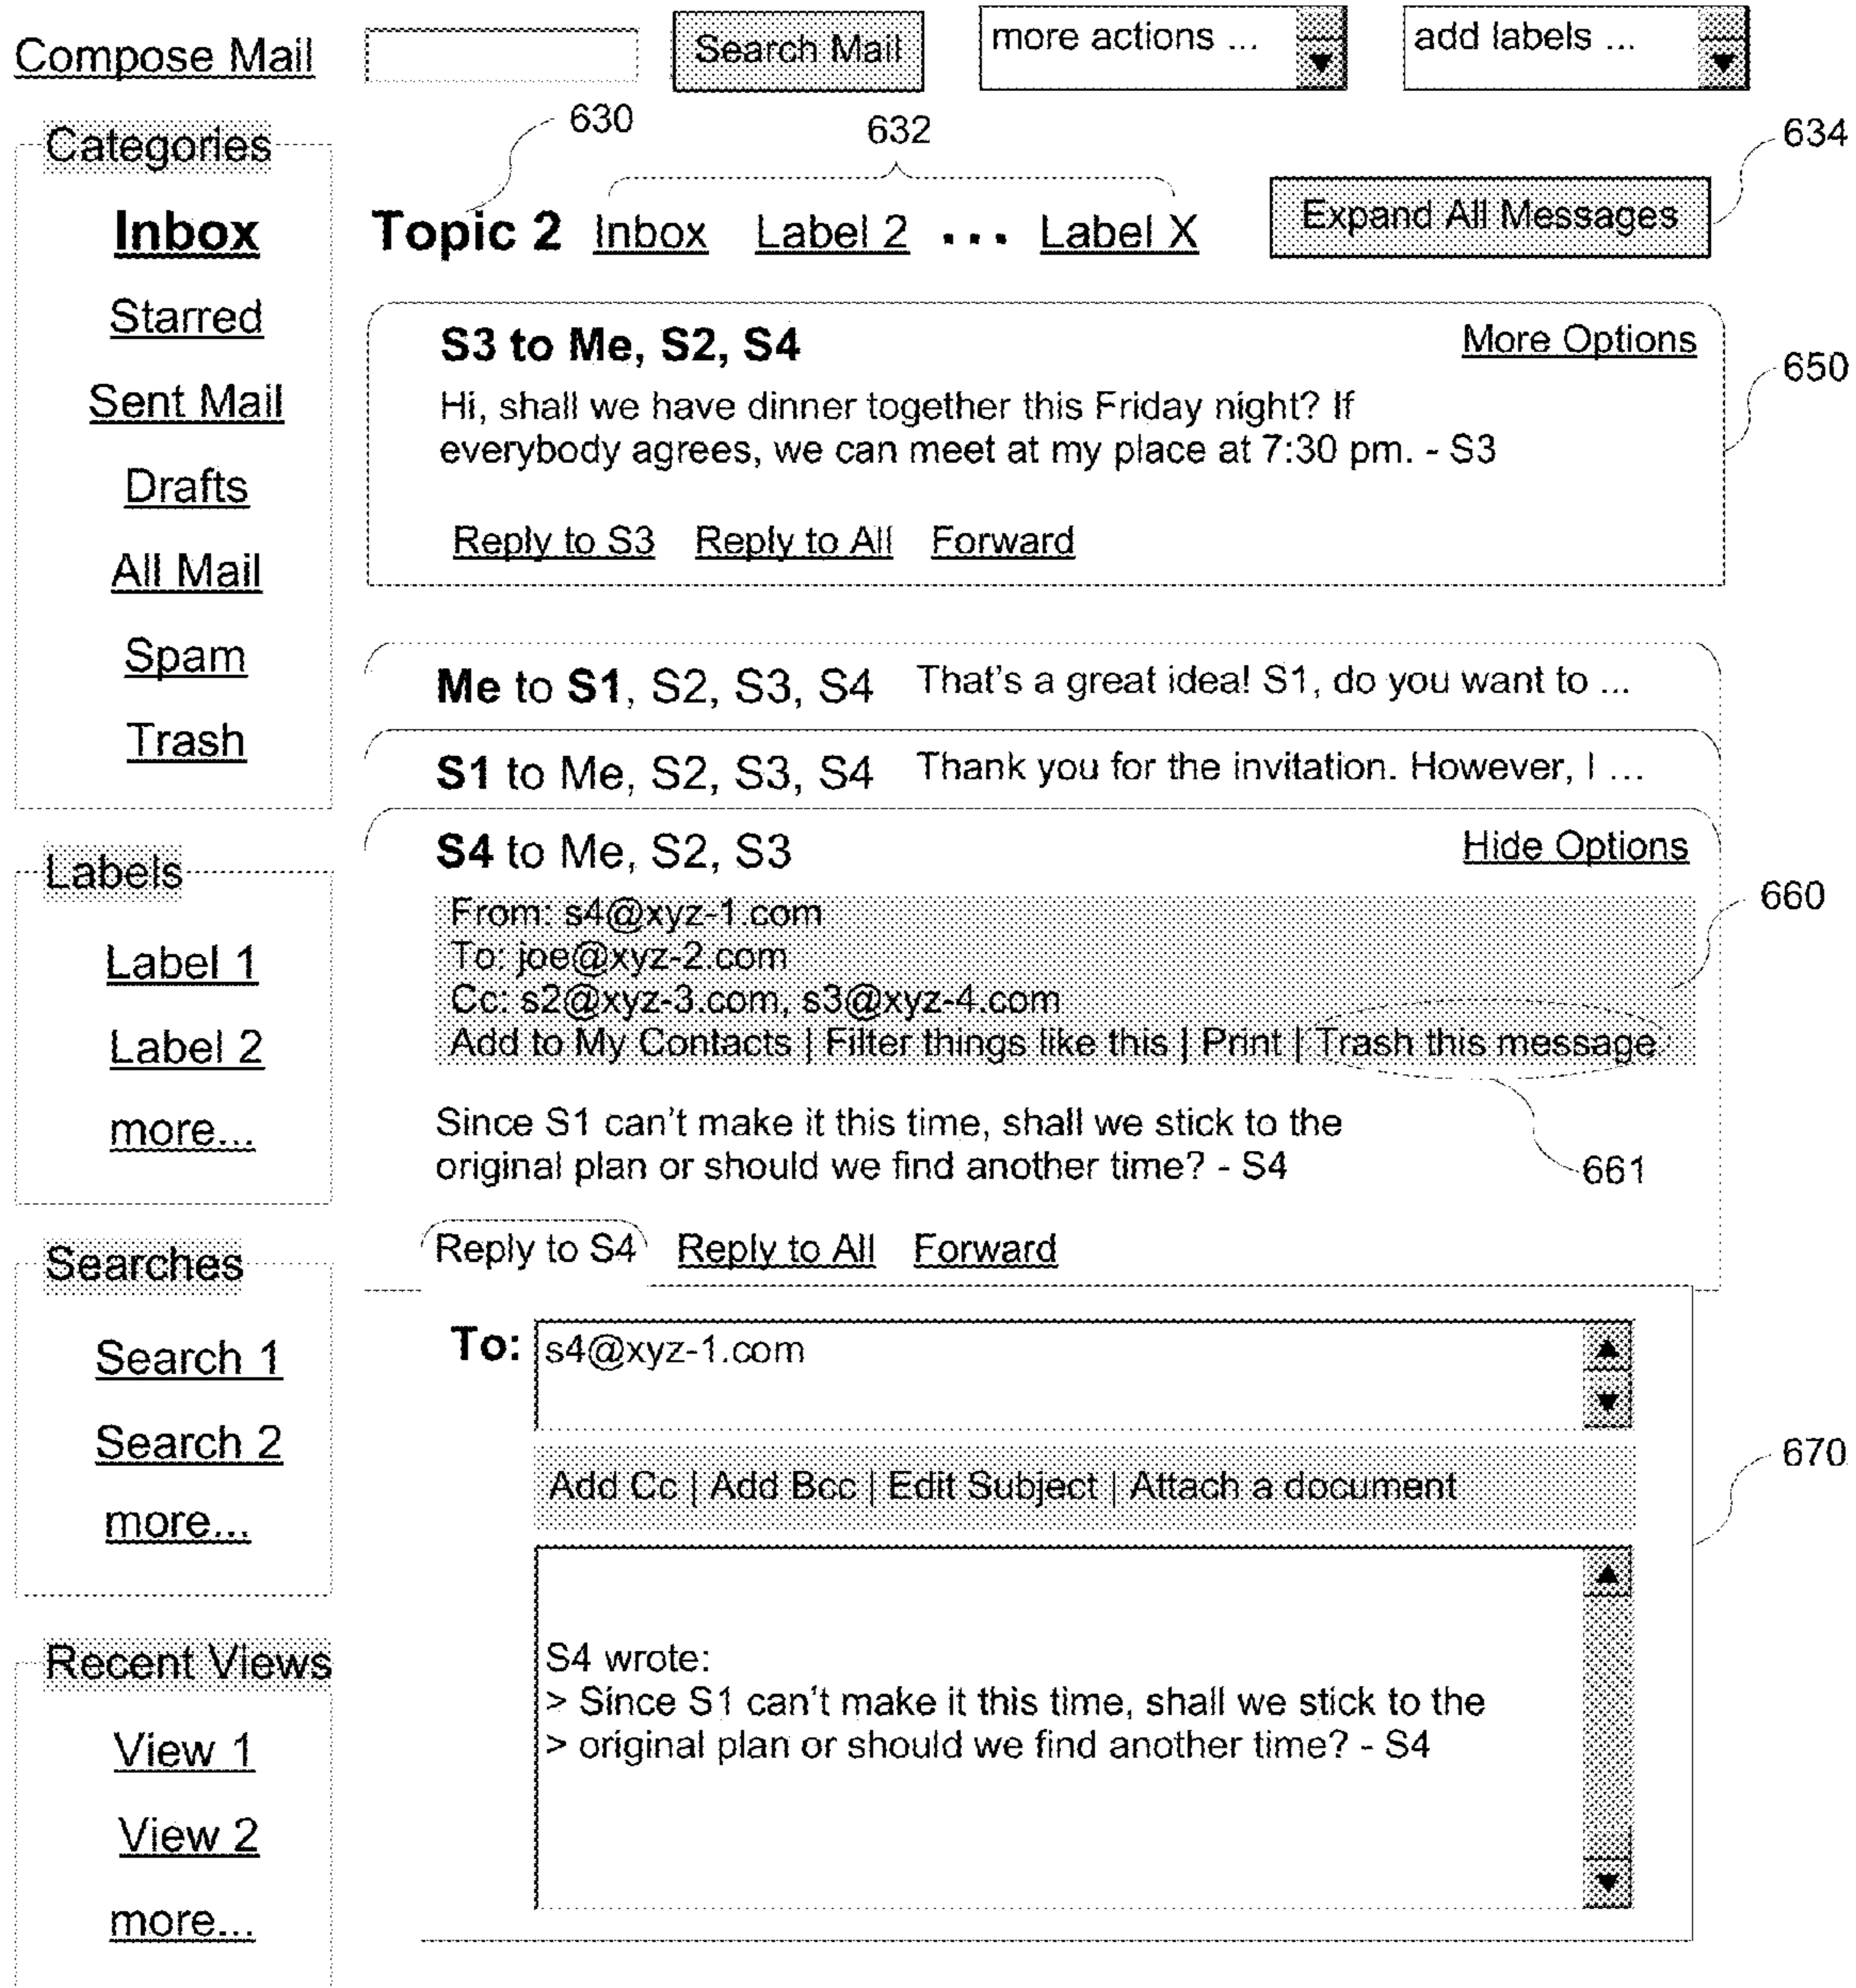 Compose Mail
Search Mail
more actions ...
add labels ...
630
632
634
Categories
Inbox
Starred
Sent Mail
Drafts
All Mail
Spam
Trash
Labels
Label 1
Label 2
more...
Searches
Search 1
Search 2
more...
Recent Views
View 1
View 2
more...
Topic 2 Inbox Label 2 ... Label X
Expand All Messages
S3 to Me, S2, S4
More Options
650
Hi, shall we have dinner together this Friday night? If
everybody agrees, we can meet at my place at 7:30 pm. - S3
Reply to S3 Reply to All Forward
Me to S1, S2, S3, S4 That's a great idea! S1, do you want to ...
S1 to Me, S2, S3, S4 Thank you for the invitation. However, I ...
S4 to Me, S2, S3
Hide Options
660
From: s4@xyz-1.com
To: joe@xyz-2.com
Cc: s2@xyz-3.com, s3@xyz-4.com
Add to My Contacts | Filter things like this | Print | Trash this message
661
Since S1 can't make it this time, shall we stick to the
original plan or should we find another time? - S4
Reply to S4 Reply to All Forward
To: s4@xyz-1.com
Add Cc | Add Bcc | Edit Subject | Attach a document
670
S4 wrote:
> Since S1 can't make it this time, shall we stick to the
> original plan or should we find another time? - S4